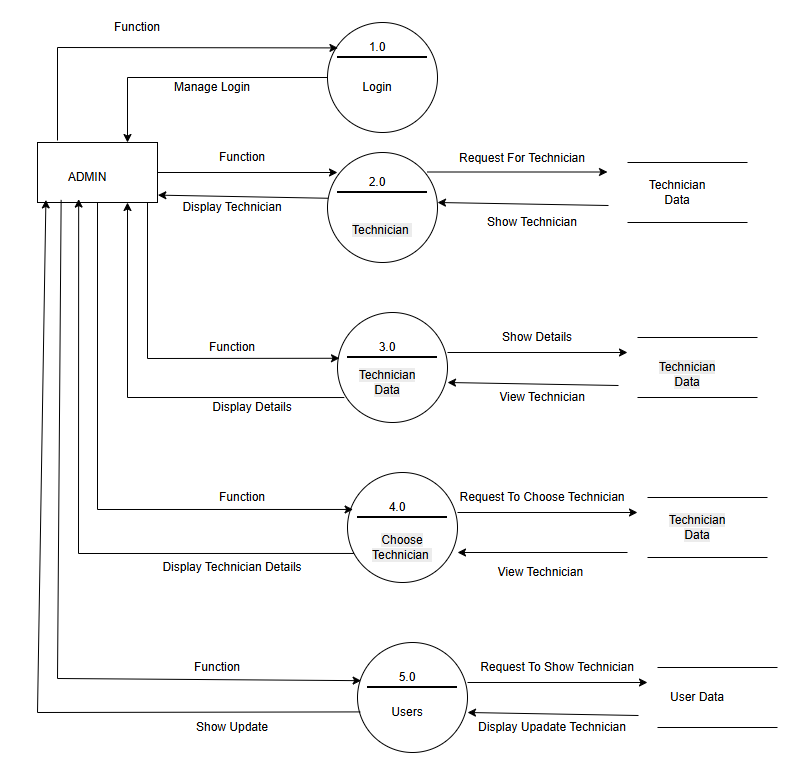 Function
1.0
Manage Login
Login
ADMIN
Function
Request For Technician
2.0
Technician
Data
Display Technician
Show Technician
Technician
Function
3.0
Show Details
Technician
Data
Technician
Data
Display Details
View Technician
Function
4.0
Request To Choose Technician
Choose
Technician
Technician
Data
Display Technician Details
View Technician
Function
5.0
Request To Show Technician
Users
User Data
Show Update
Display Upadate Technician